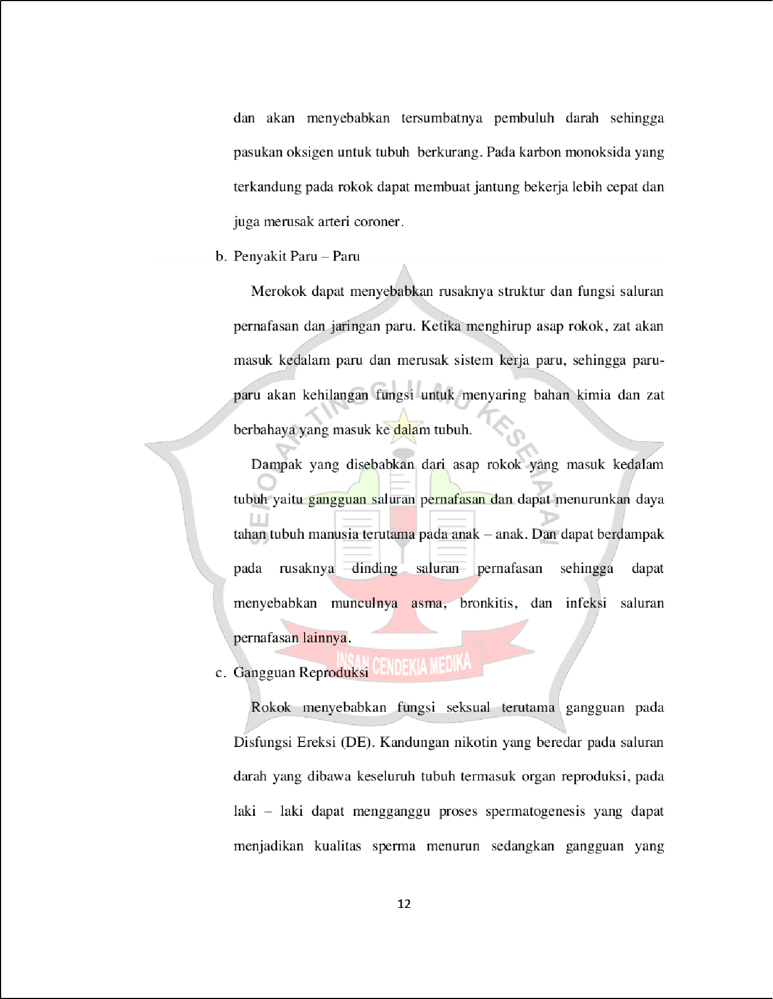 dan akan menyebabkan tersumbatnya pembuluh darah sehingga
pasukan oksigen untuk tubuh berkurang. Pada karbon monoksida yang
terkandung pada rokok dapat membuat jantung bekerja lebih cepat dan
juga merusak arteri coroner.
b. Penyakit Paru – Paru
Merokok dapat menyebabkan rusaknya struktur dan fungsi saluran
pernafasan dan jaringan paru. Ketika menghirup asap rokok, zat akan
masuk kedalam paru dan merusak sistem kerja paru, sehingga paru-
paru akan kehilangan fungsi untuk menyaring bahan kimia dan zat
berbahaya yang masuk ke dalam tubuh.
Dampak yang disebabkan dari asap rokok yang masuk kedalam
tubuh yaitu gangguan saluran pernafasan dan dapat menurunkan daya
tahan tubuh manusia terutama pada anak – anak. Dan dapat berdampak
pada rusaknya dinding saluran pernafasan sehingga dapat
menyebabkan munculnya asma, bronkitis, dan infeksi saluran
pernafasan lainnya.
c. Gangguan Reproduksi
Rokok menyebabkan fungsi seksual terutama gangguan pada
Disfungsi Ereksi (DE). Kandungan nikotin yang beredar pada saluran
darah yang dibawa keseluruh tubuh termasuk organ reproduksi, pada
laki – laki dapat mengganggu proses spermatogenesis yang dapat
menjadikan kualitas sperma menurun sedangkan gangguan yang
SEKOLAH TINGGI ILMU KESEHATAN
INSAN CENDEKIA MEDIKA
12